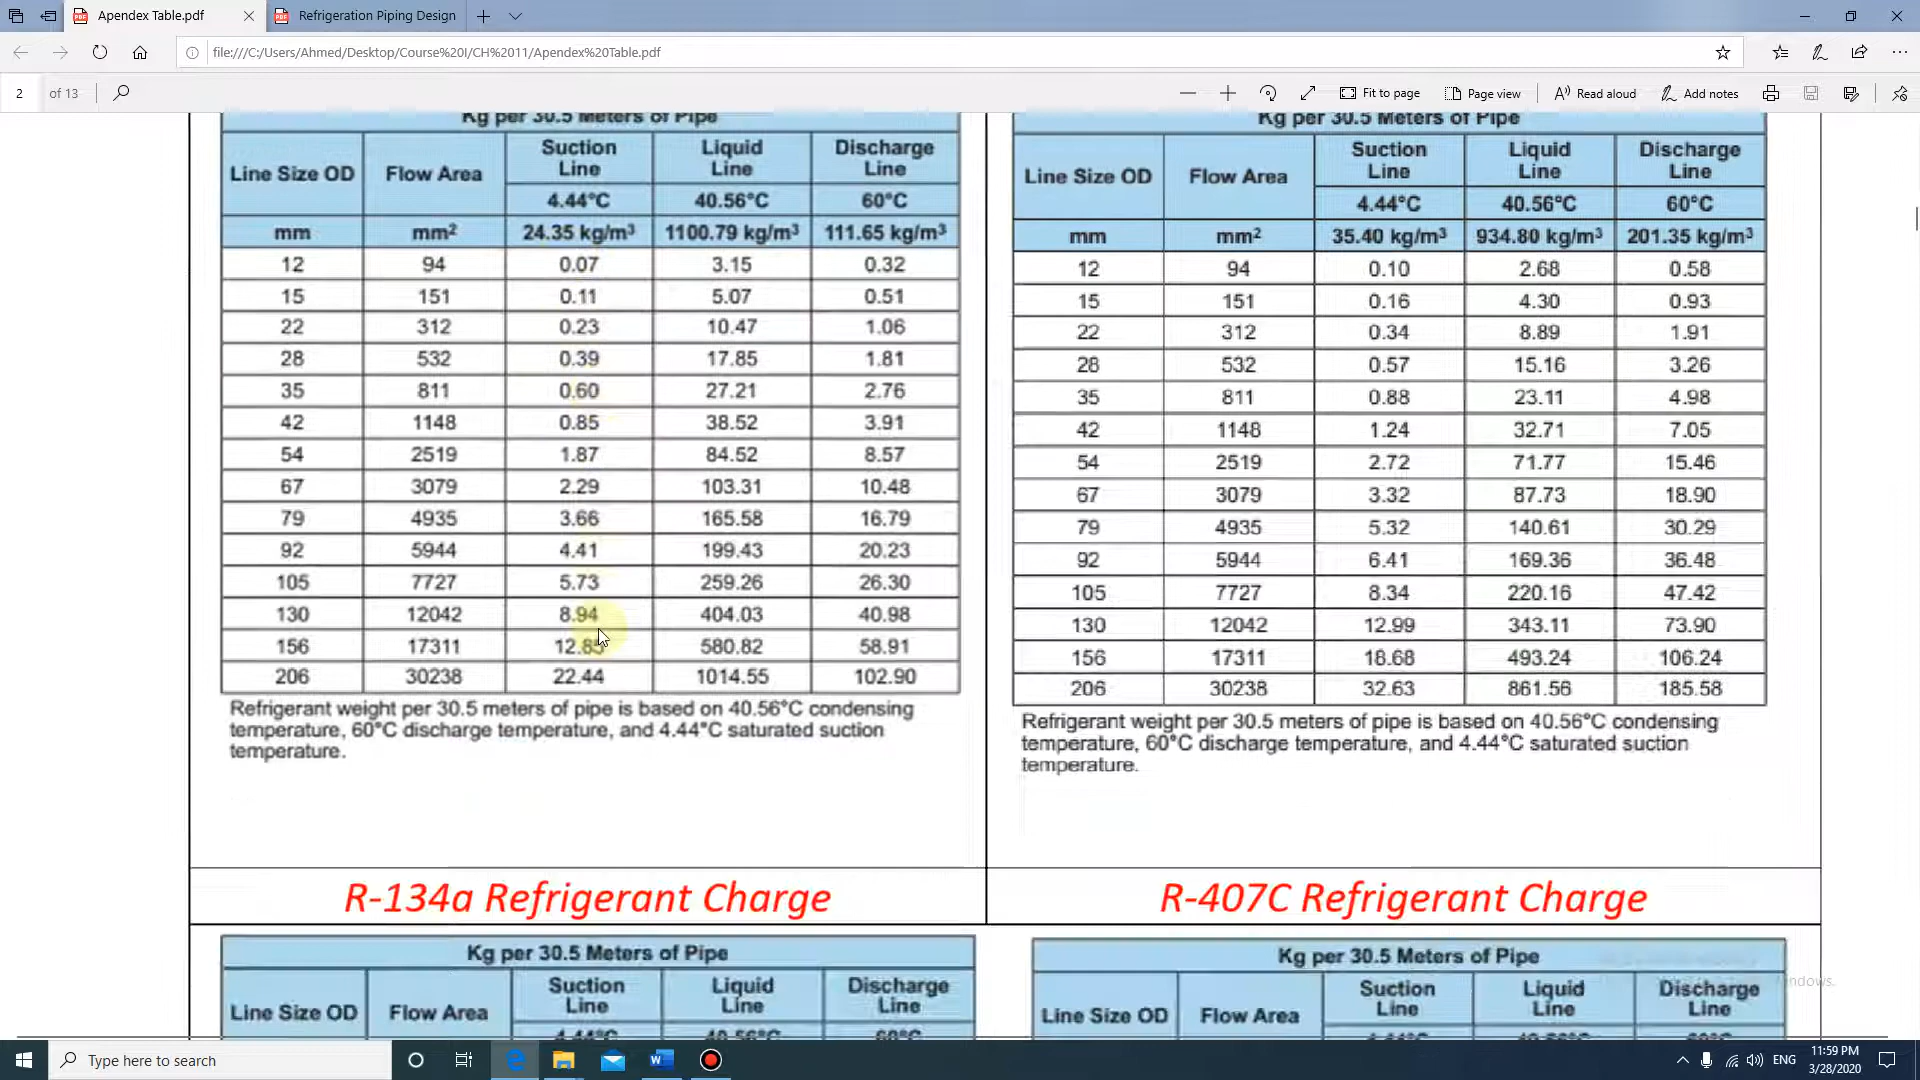 Apendex Table.pdf
Refrigeration Piping Design
file:///C:/Users/Ahmed/Desktop/Course%20I/CH%2011/Apendex%20Table.pdf
2 of 13
Fit to page
Page view
Read aloud
Add notes
Kg per 30.5 Meters of Pipe
Line Size OD Flow Area Suction Line Liquid Line Discharge Line
4.44°C 40.56°C 60°C
mm mm² 24.35 kg/m³ 1100.79 kg/m³ 111.65 kg/m³
12 94 0.07 3.15 0.32
15 151 0.11 5.07 0.51
22 312 0.23 10.47 1.06
28 532 0.39 17.85 1.81
35 811 0.60 27.21 2.76
42 1148 0.85 38.52 3.91
54 2519 1.87 84.52 8.57
67 3079 2.29 103.31 10.48
79 4935 3.66 165.58 16.79
92 5944 4.41 199.43 20.23
105 7727 5.73 259.26 26.30
130 12042 8.94 404.03 40.98
156 17311 12.85 580.82 58.91
206 30238 22.44 1014.55 102.90
Refrigerant weight per 30.5 meters of pipe is based on 40.56°C condensing
temperature, 60°C discharge temperature, and 4.44°C saturated suction
temperature.
Kg per 30.5 Meters of Pipe
Line Size OD Flow Area Suction Line Liquid Line Discharge Line
4.44°C 40.56°C 60°C
mm mm² 35.40 kg/m³ 934.80 kg/m³ 201.35 kg/m³
12 94 0.10 2.68 0.58
15 151 0.16 4.30 0.93
22 312 0.34 8.89 1.91
28 532 0.57 15.16 3.26
35 811 0.88 23.11 4.98
42 1148 1.24 32.71 7.05
54 2519 2.72 71.77 15.46
67 3079 3.32 87.73 18.90
79 4935 5.32 140.61 30.29
92 5944 6.41 169.36 36.48
105 7727 8.34 220.16 47.42
130 12042 12.99 343.11 73.90
156 17311 18.68 493.24 106.24
206 30238 32.63 861.56 185.58
Refrigerant weight per 30.5 meters of pipe is based on 40.56°C condensing
temperature, 60°C discharge temperature, and 4.44°C saturated suction
temperature.
R-134a Refrigerant Charge
R-407C Refrigerant Charge
Kg per 30.5 Meters of Pipe
Line Size OD Flow Area Suction Line Liquid Line Discharge Line
4.44°C 40.56°C 60°C
Kg per 30.5 Meters of Pipe
Line Size OD Flow Area Suction Line Liquid Line Discharge Line
4.44°C 40.56°C 60°C
Type here to search
ENG
11:59 PM
3/28/2020